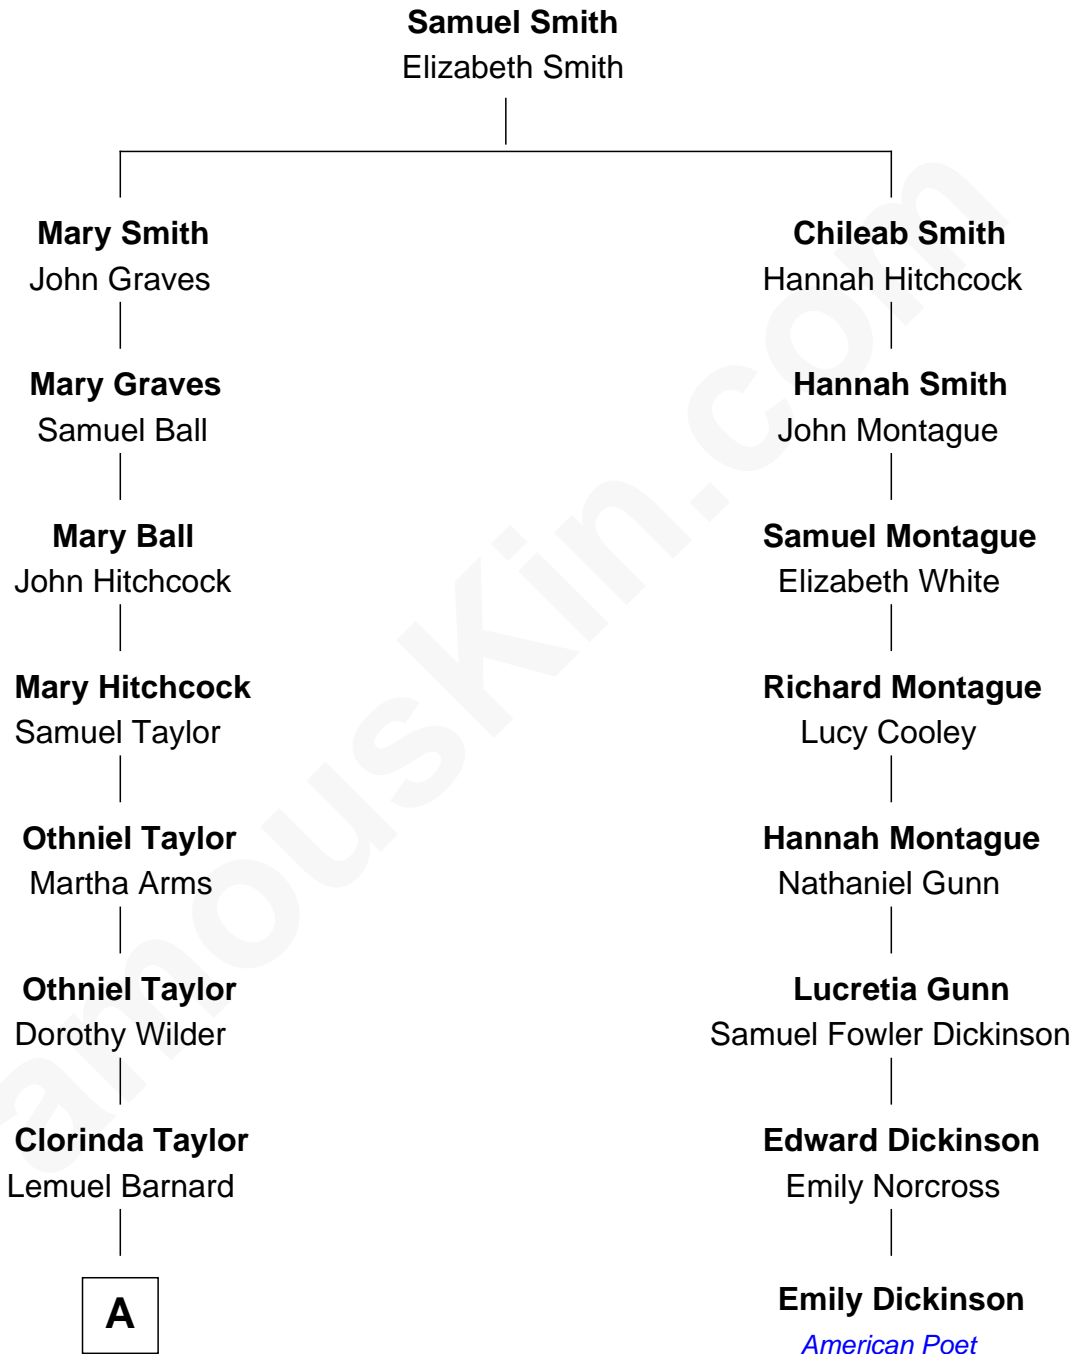 Samuel Smith
Elizabeth Smith
Mary Smith
John Graves
Chileab Smith
Hannah Hitchcock
Mary Graves
Samuel Ball
Hannah Smith
John Montague
Mary Ball
John Hitchcock
Samuel Montague
Elizabeth White
Mary Hitchcock
Samuel Taylor
Richard Montague
Lucy Cooley
Othniel Taylor
Martha Arms
Hannah Montague
Nathaniel Gunn
Othniel Taylor
Dorothy Wilder
Lucretia Gunn
Samuel Fowler Dickinson
Clorinda Taylor
Lemuel Barnard
Edward Dickinson
Emily Norcross
A
Emily Dickinson
American Poet
amouskin.com